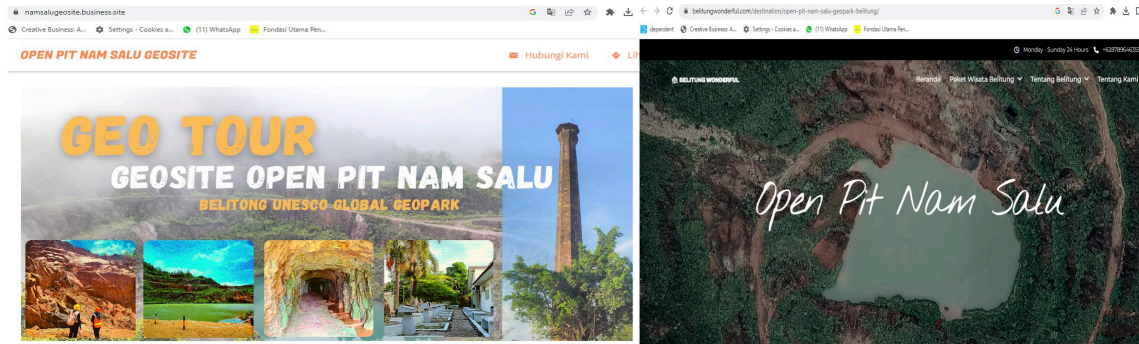 namsalugeosite.business.site
Creative Business: A... Settings - Cookies a... (11) WhatsApp Fondasi Utama Pen...
OPEN PIT NAM SALU GEOSITE
Hubungi Kami
GEO TOUR
GEOSITE OPEN PIT NAM SALU
BELITONG UNESCO GLOBAL GEOPARK
belitungwonderful.com/destination/open-pit-nam-salu-geopark-belitung/
dependent Creative Business: A... Settings - Cookies a... (11) WhatsApp Fondasi Utama Pen...
Monday - Sunday 24 Hours
BELITUNG WONDERFUL
Beranda Paket Wisata Belitung Tentang Belitung Tentang Kami
Open Pit Nam Salu